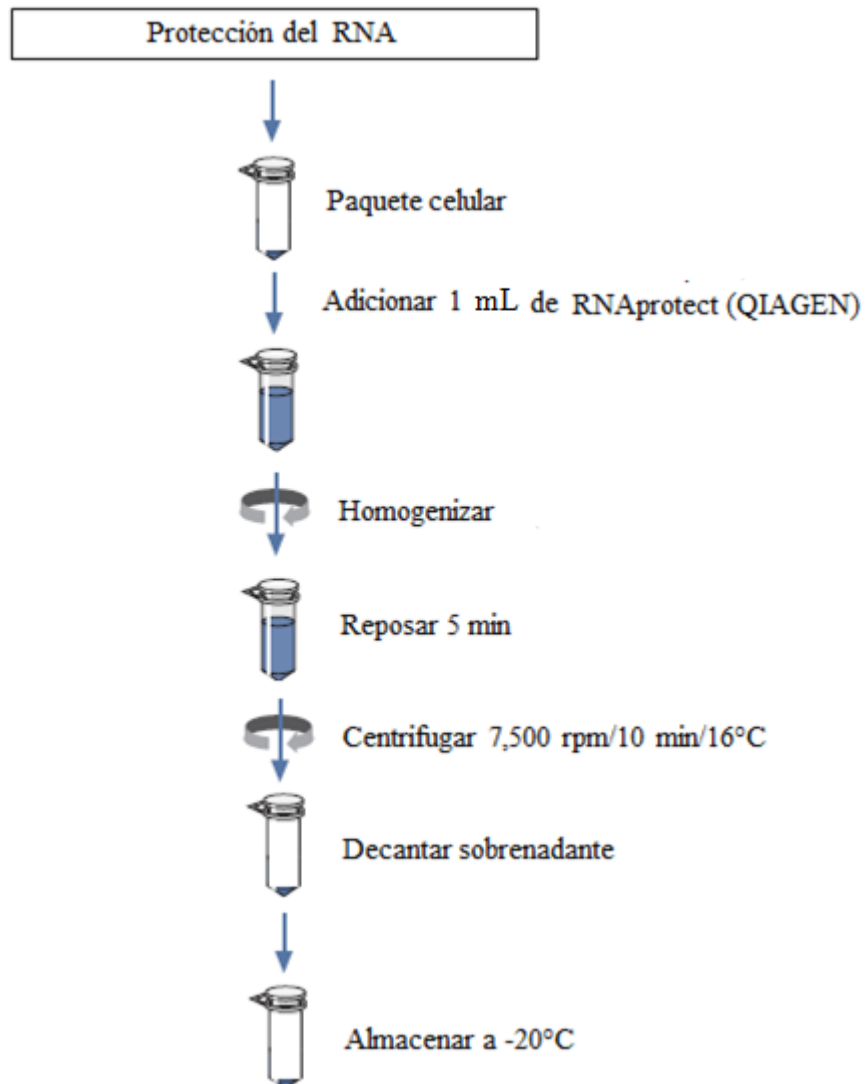 Protección del RNA
Paquete celular
Adicionar 1 mL de RNAprotect (QIAGEN)
Homogenizar
Reposar 5 min
Centrifugar 7,500 rpm/10 min/16°C
Decantar sobrenadante
Almacenar a -20°C